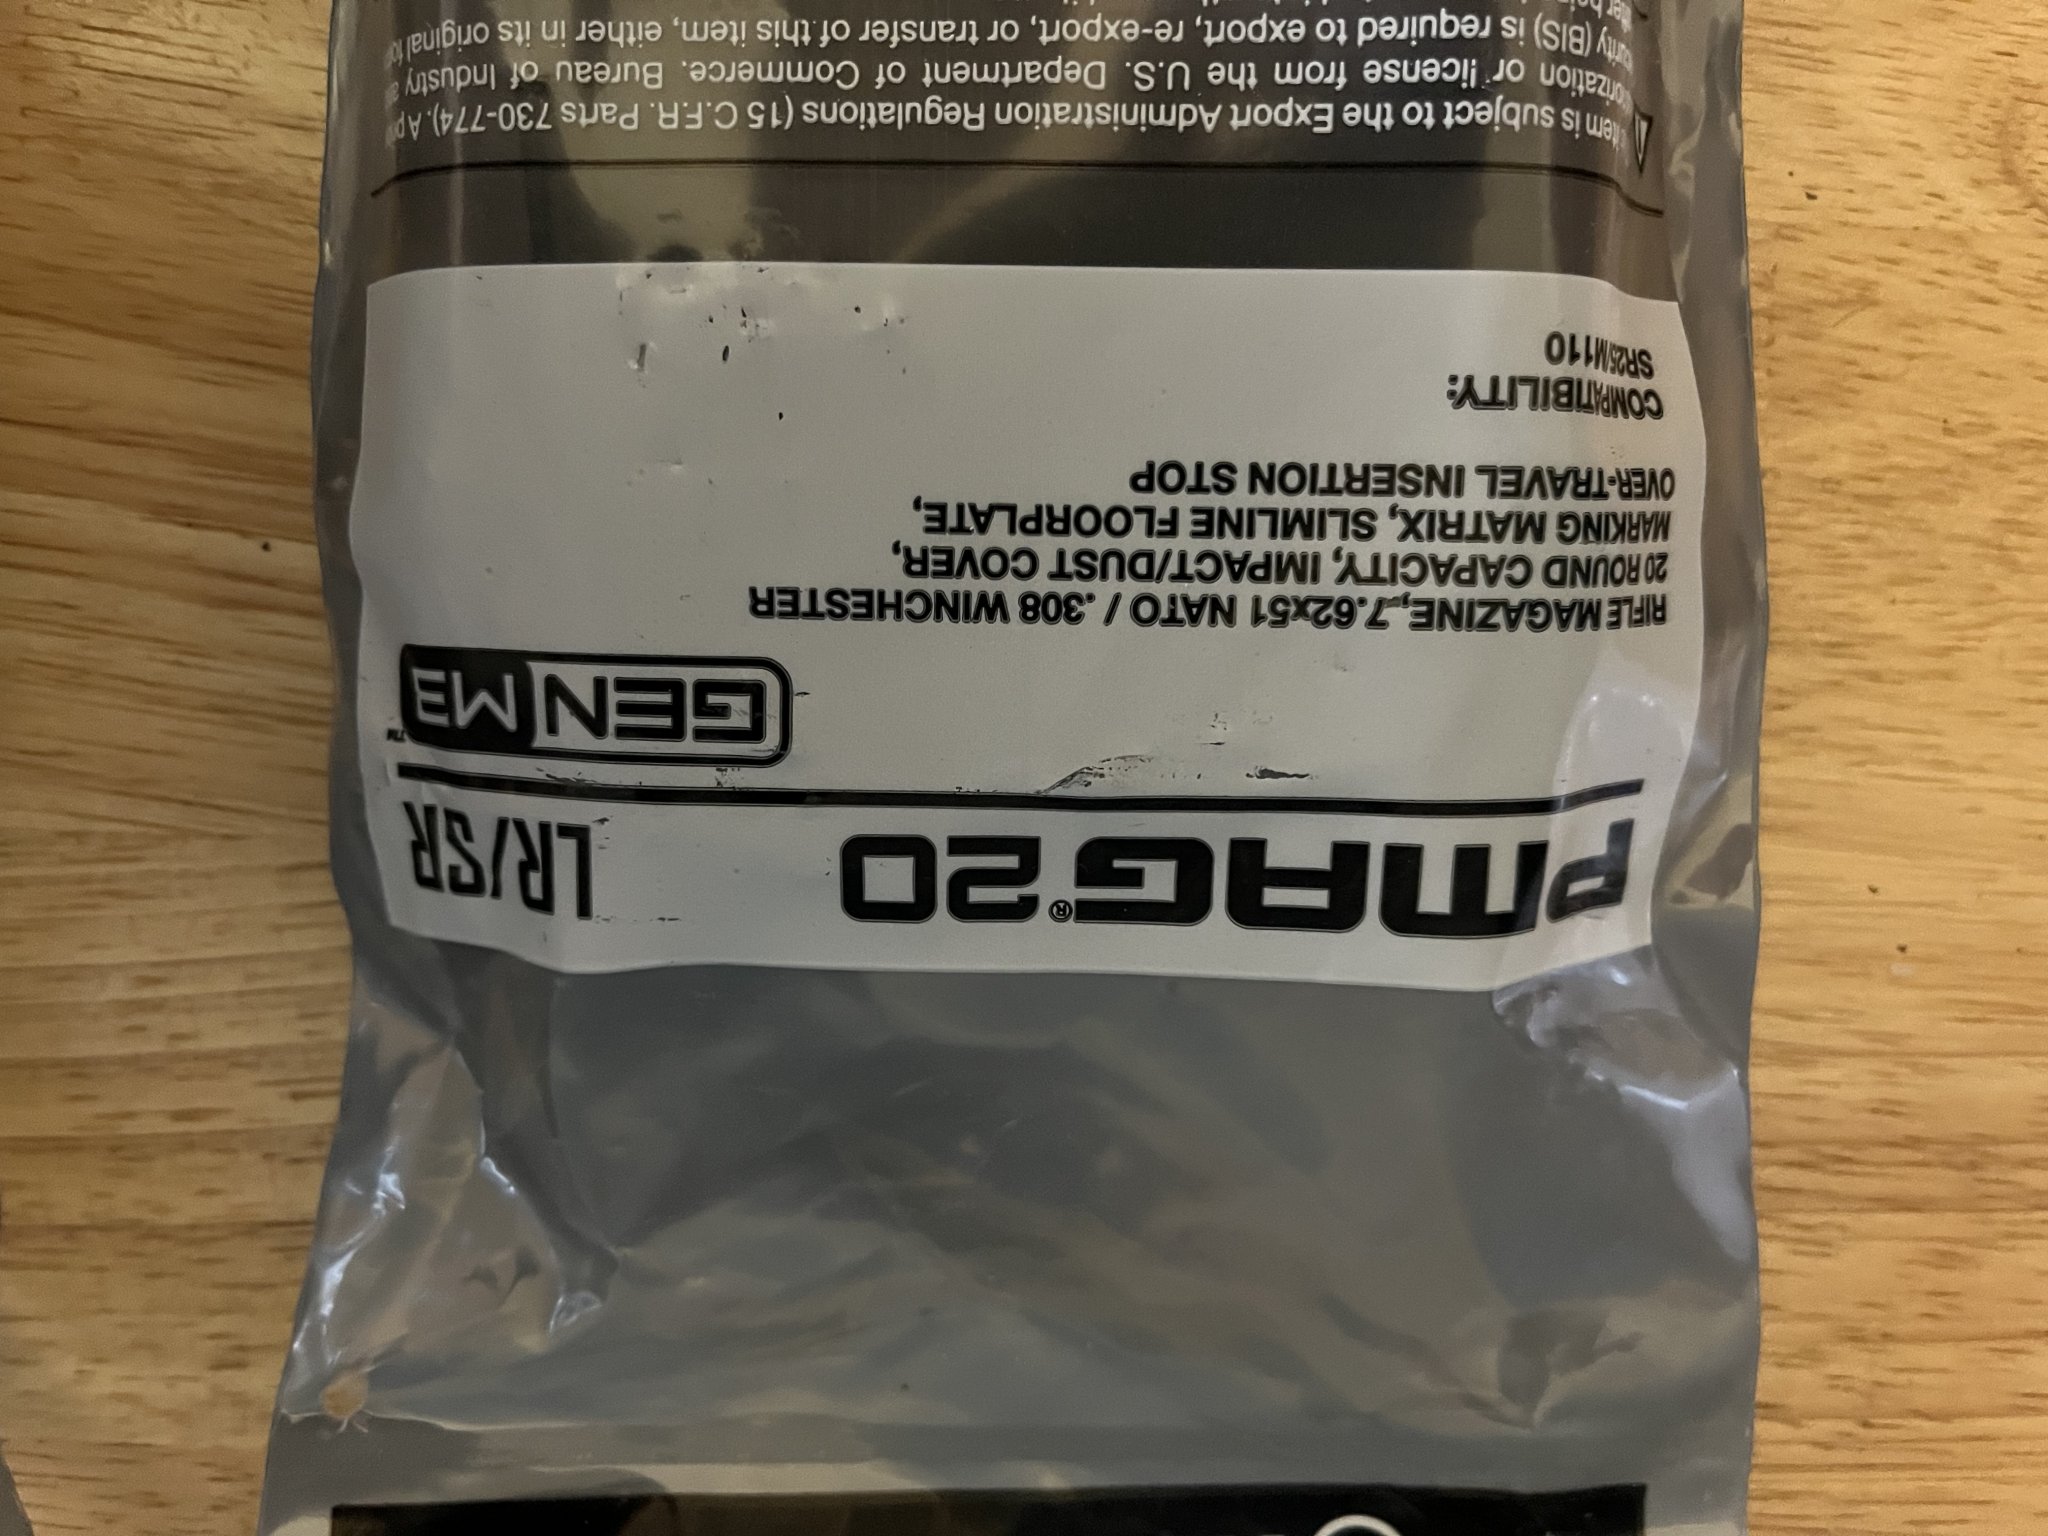 PMAG® 20 LR/SR
GEN M3™
RIFLE MAGAZINE, 7.62x51 NATO / .308 WINCHESTER
20 ROUND CAPACITY, IMPACT/DUST COVER,
MARKING MATRIX, SLIMLINE FLOORPLATE,
OVER-TRAVEL INSERTION STOP
COMPATIBILITY:
SR25/M110
item is subject to the Export Administration Regulations (15 C.F.R. Parts 730-774). A
or license from the U.S. Department of Commerce. Bureau of Industry
(BIS) is required to export, re-export, or transfer of this item, either in its original